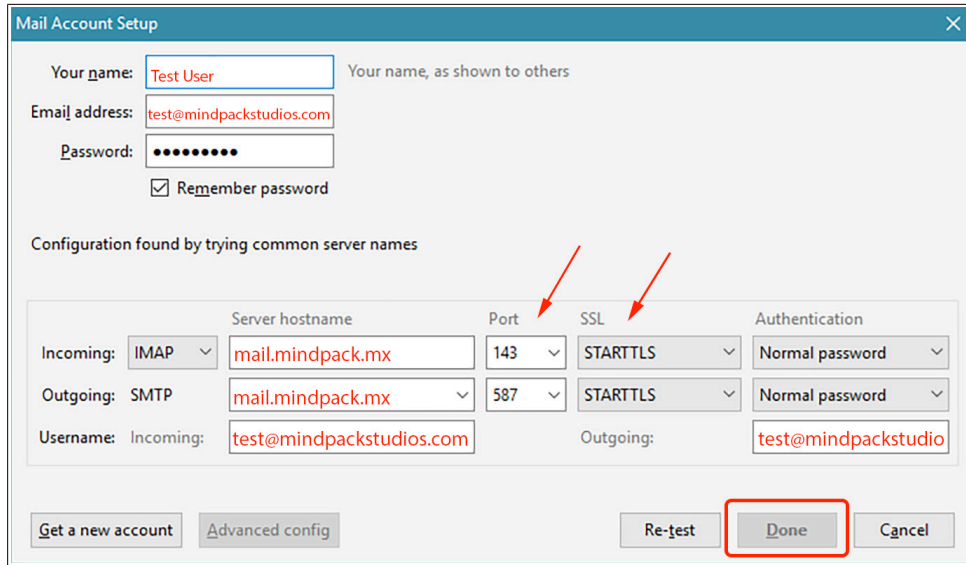 Mail Account Setup
Your name: Test User Your name, as shown to others
Email address: test@mindpackstudios.com
Password: •••••••••
Remember password
Configuration found by trying common server names
Server hostname Port SSL Authentication
Incoming: IMAP mail.mindpack.mx 143 STARTTLS Normal password
Outgoing: SMTP mail.mindpack.mx 587 STARTTLS Normal password
Username: Incoming: test@mindpackstudios.com Outgoing: test@mindpackstudio
Get a new account Advanced config Re-test Done Cancel